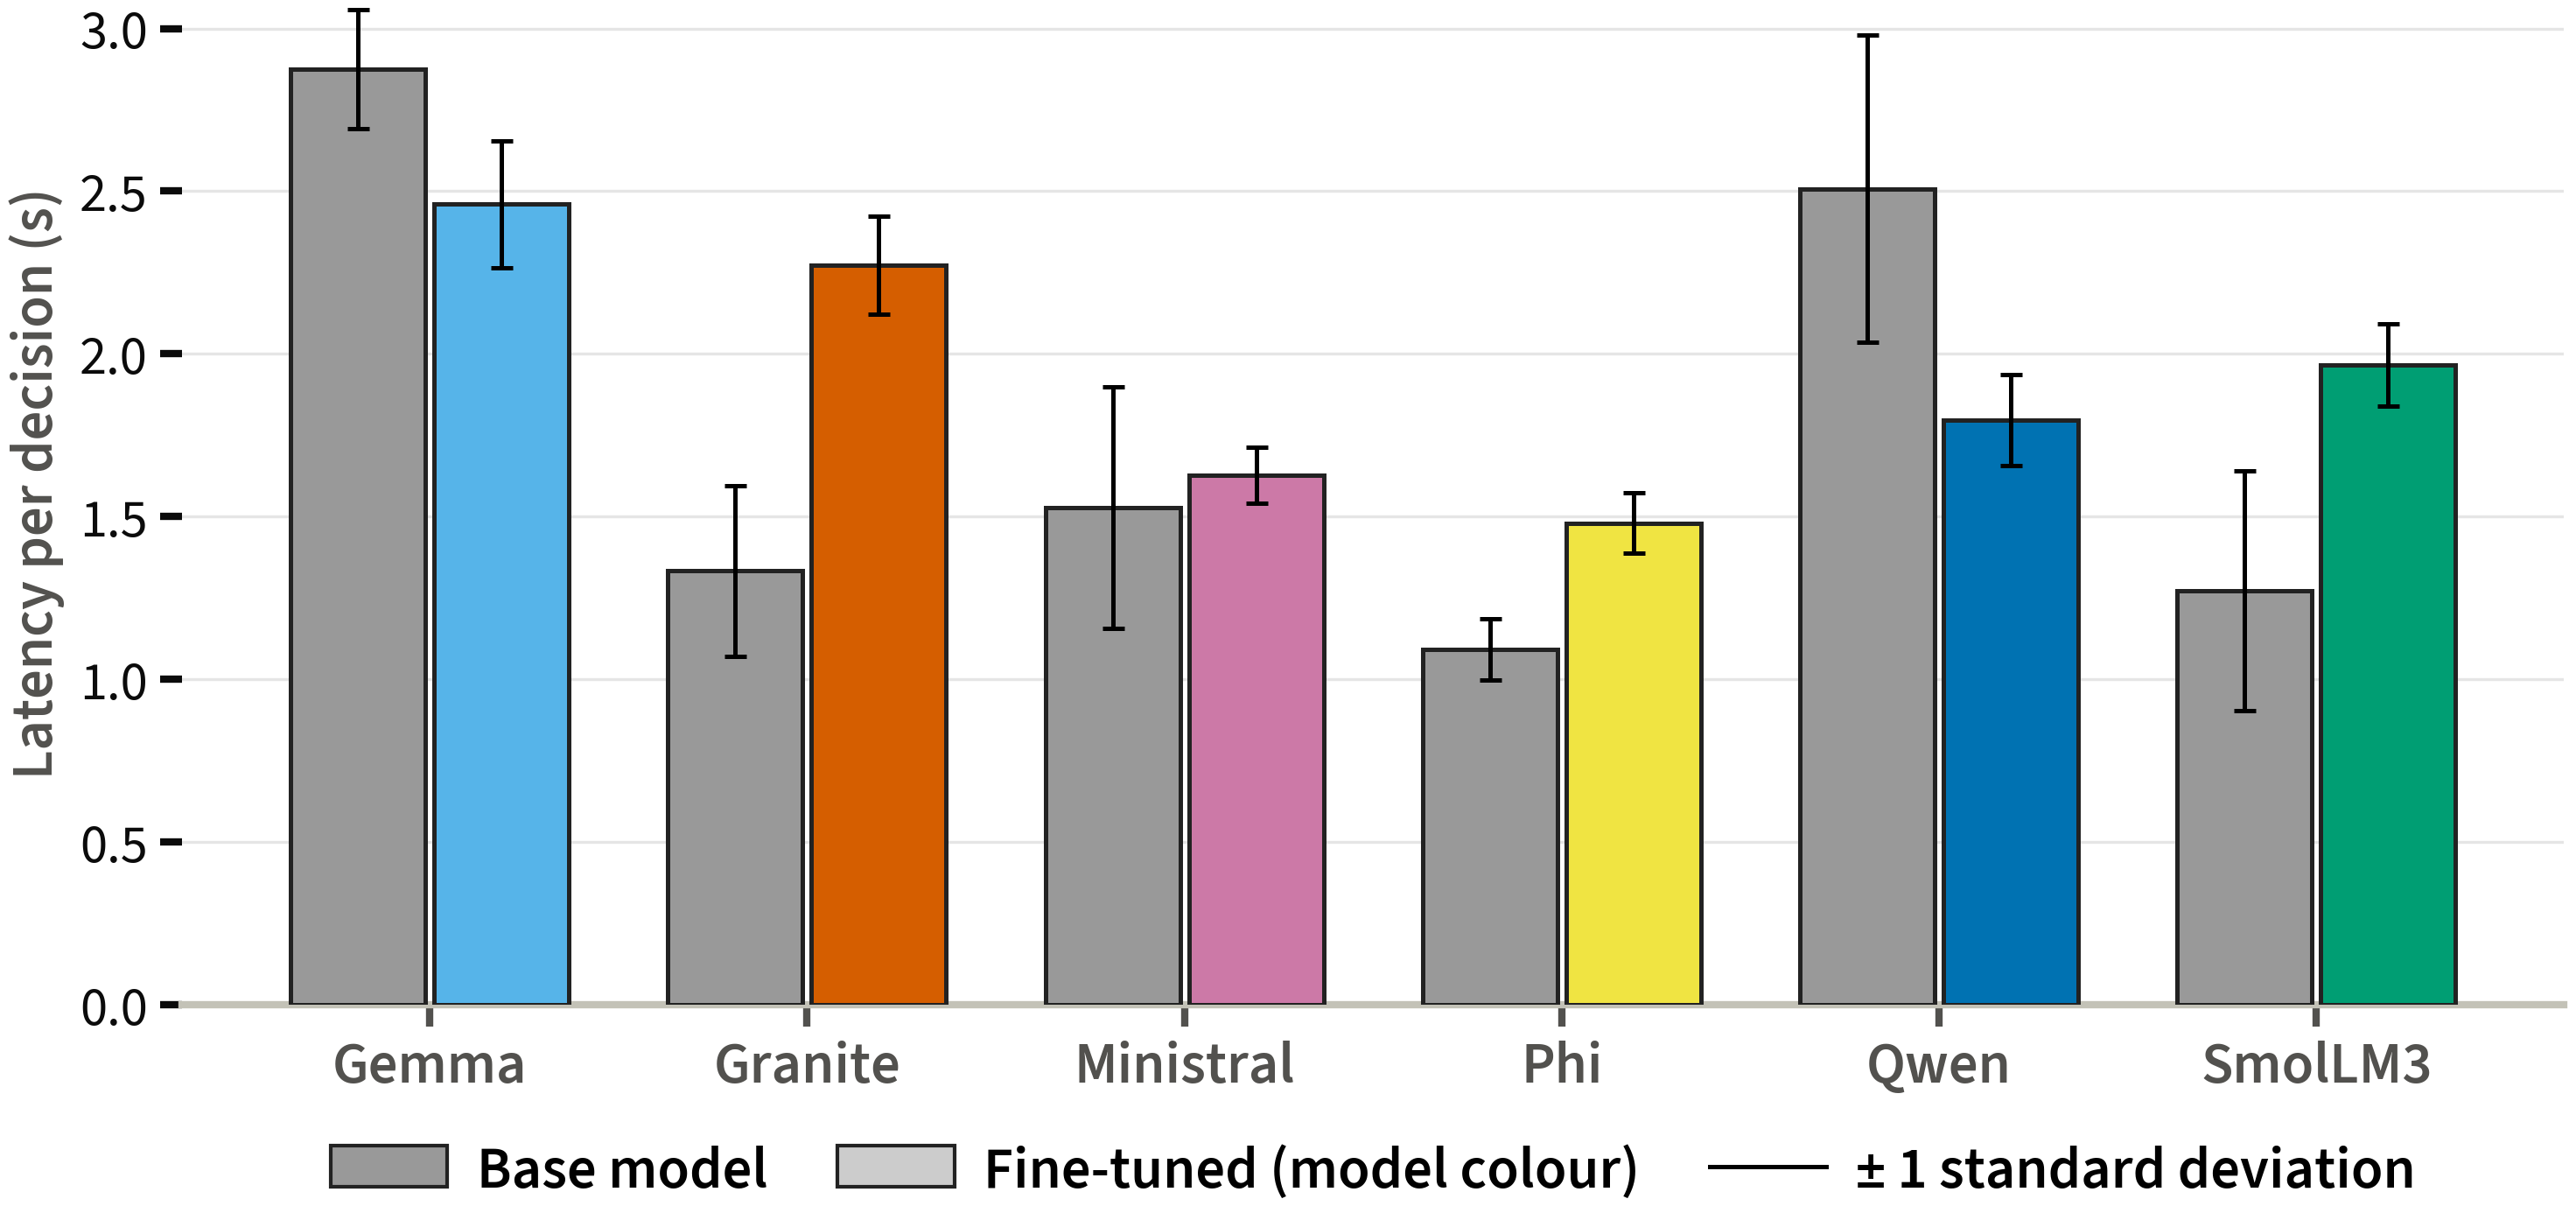 Latency per decision (s)
3.0
2.5
2.0
1.5
1.0
0.5
0.0
Gemma Granite Ministral Phi Qwen SmolLM3
Base model Fine-tuned (model colour) ± 1 standard deviation